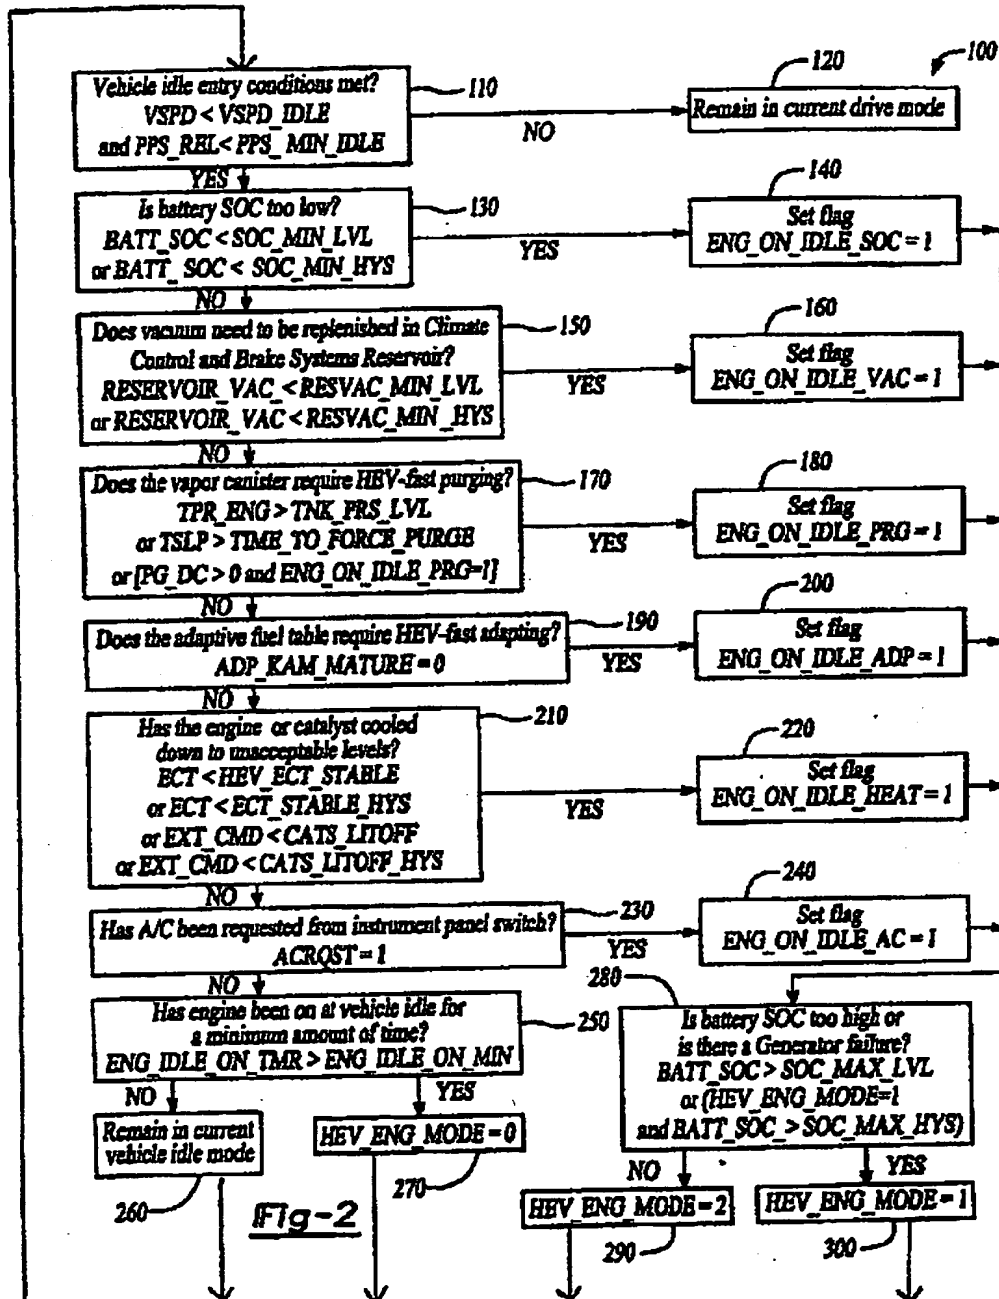 100
Vehicle idle entry conditions met?
VSPD < VSPD_IDLE
and PPS_REL < PPS_MIN_IDLE
110
NO
120
Remain in current drive mode
YES
Is battery SOC too low?
BATT_SOC < SOC_MIN_LVL
or BATT_SOC < SOC_MIN_HYS
130
YES
140
Set flag
ENG_ON_IDLE_SOC = 1
NO
Does vacuum need to be replenished in Climate
Control and Brake Systems Reservoir?
RESERVOIR_VAC_<RESVAC_MIN_LVL
or RESERVOIR_VAC<RESVAC_MIN_HYS
150
YES
160
Set flag
ENG_ON_IDLE_VAC = 1
NO
Does the vapor canister require HEV-fast purging?
TPR_ENG > TNK_PRS_LVL
or TSLP > TIME_TO_FORCE_PURGE
or [PG_DC > 0 and ENG_ON_IDLE_PRG=1]
170
YES
180
Set flag
ENG_ON_IDLE_PRG = 1
NO
Does the adaptive fuel table require HEV-fast adapting?
ADP_KAM_MATURE = 0
190
YES
200
Set flag
ENG_ON_IDLE_ADP = 1
NO
Has the engine or catalyst cooled
down to unacceptable levels?
ECT < HEV_ECT_STABLE
or ECT < ECT_STABLE_HYS
or EXT_CMD < CATS_LITOFF
or EXT_CMD < CATS_LITOFF_HYS
210
YES
220
Set flag
ENG_ON_IDLE_HEAT = 1
NO
Has A/C been requested from instrument panel switch?
ACRQST = 1
230
YES
240
Set flag
ENG_ON_IDLE_AC = 1
NO
Has engine been on at vehicle idle for
a minimum amount of time?
ENG_IDLE_ON_TMR > ENG_IDLE_ON_MIN
250
NO
YES
Remain in current
vehicle idle mode
260
HEV_ENG_MODE = 0
270
280
Is battery SOC too high or
is there a Generator failure?
BATT_SOC > SOC_MAX_LVL
or (HEV_ENG_MODE=1
and BATT_SOC_> SOC_MAX_HYS)
NO
YES
HEV_ENG_MODE = 2
290
HEV_ENG_MODE = 1
300
Fig-2